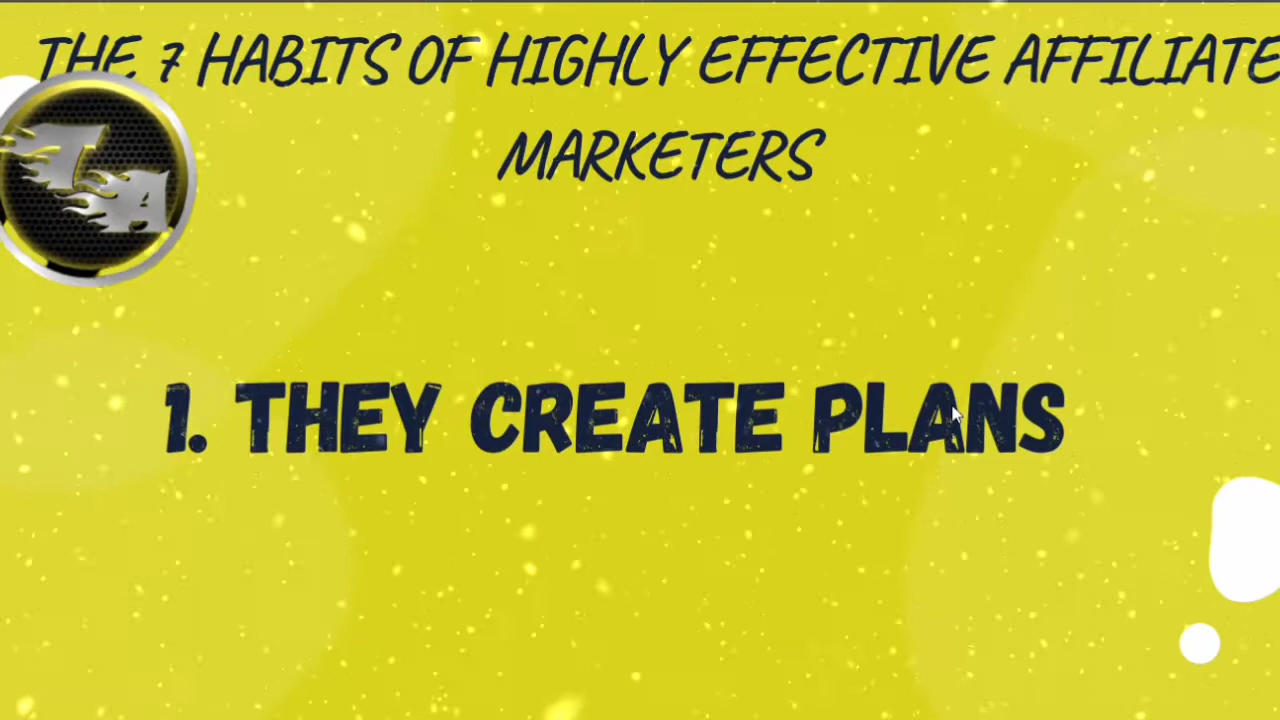 THE 7 HABITS OF HIGHLY EFFECTIVE AFFILIATE
MARKETERS
1. THEY CREATE PLANS